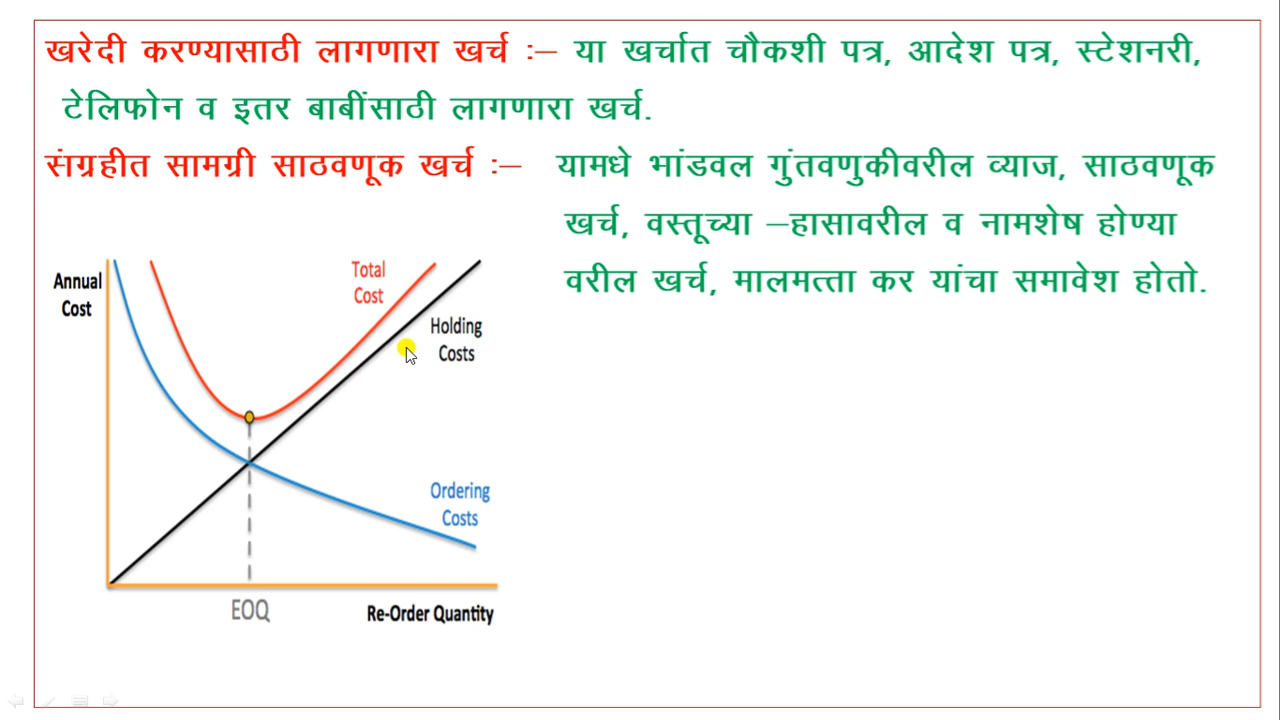 खरेदी करण्यासाठी लागणारा खर्च :– या खर्चात चौकशी पत्र, आदेश पत्र, स्टेशनरी,
टेलिफोन व इतर बाबींसाठी लागणारा खर्च.
संग्रहीत सामग्री साठवणूक खर्च :– यामधे भांडवल गुंतवणुकीवरील व्याज, साठवणूक
खर्च, वस्तूच्या –हासावरील व नामशेष होण्या
वरील खर्च, मालमत्ता कर यांचा समावेश होतो.
Annual
Cost
Total
Cost
Holding
Costs
Ordering
Costs
EOQ
Re-Order Quantity